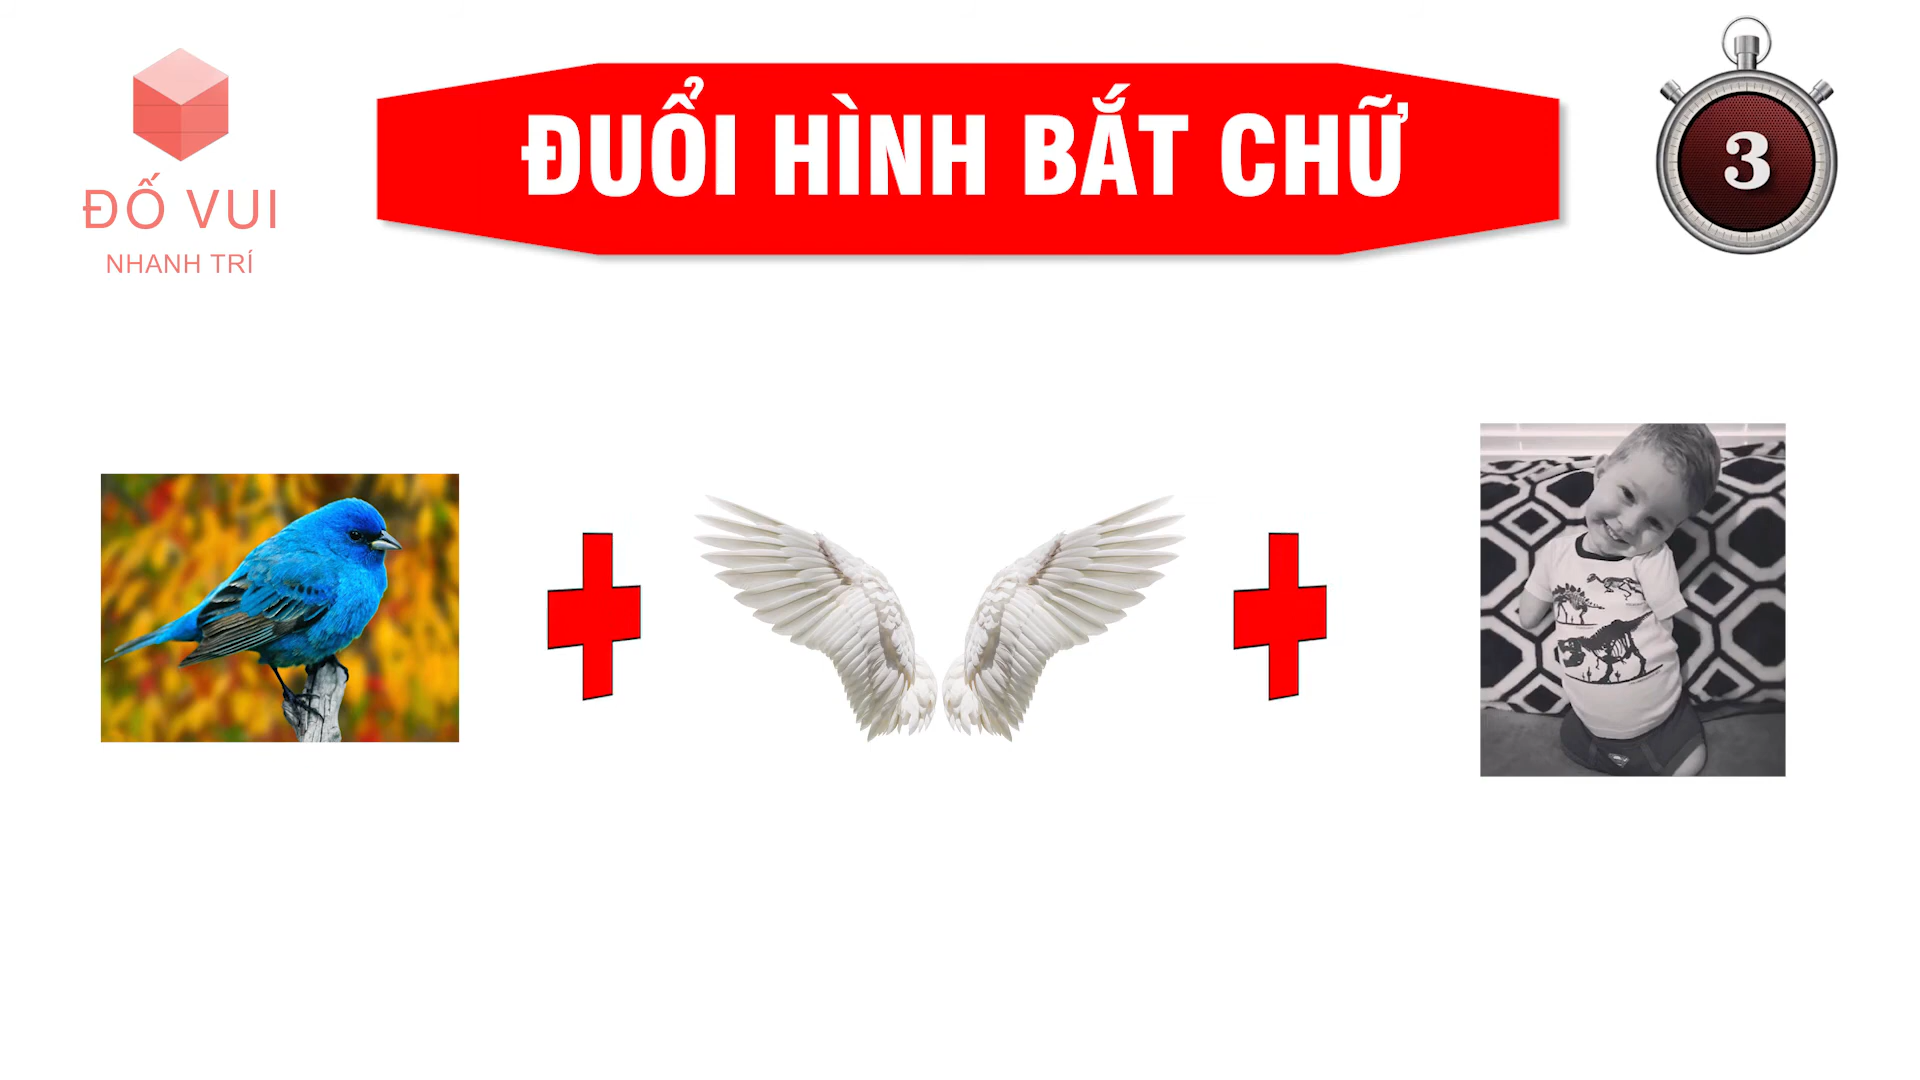 ĐUỔI HÌNH BẮT CHỮ
3
ĐỐ VUI
NHANH TRÍ